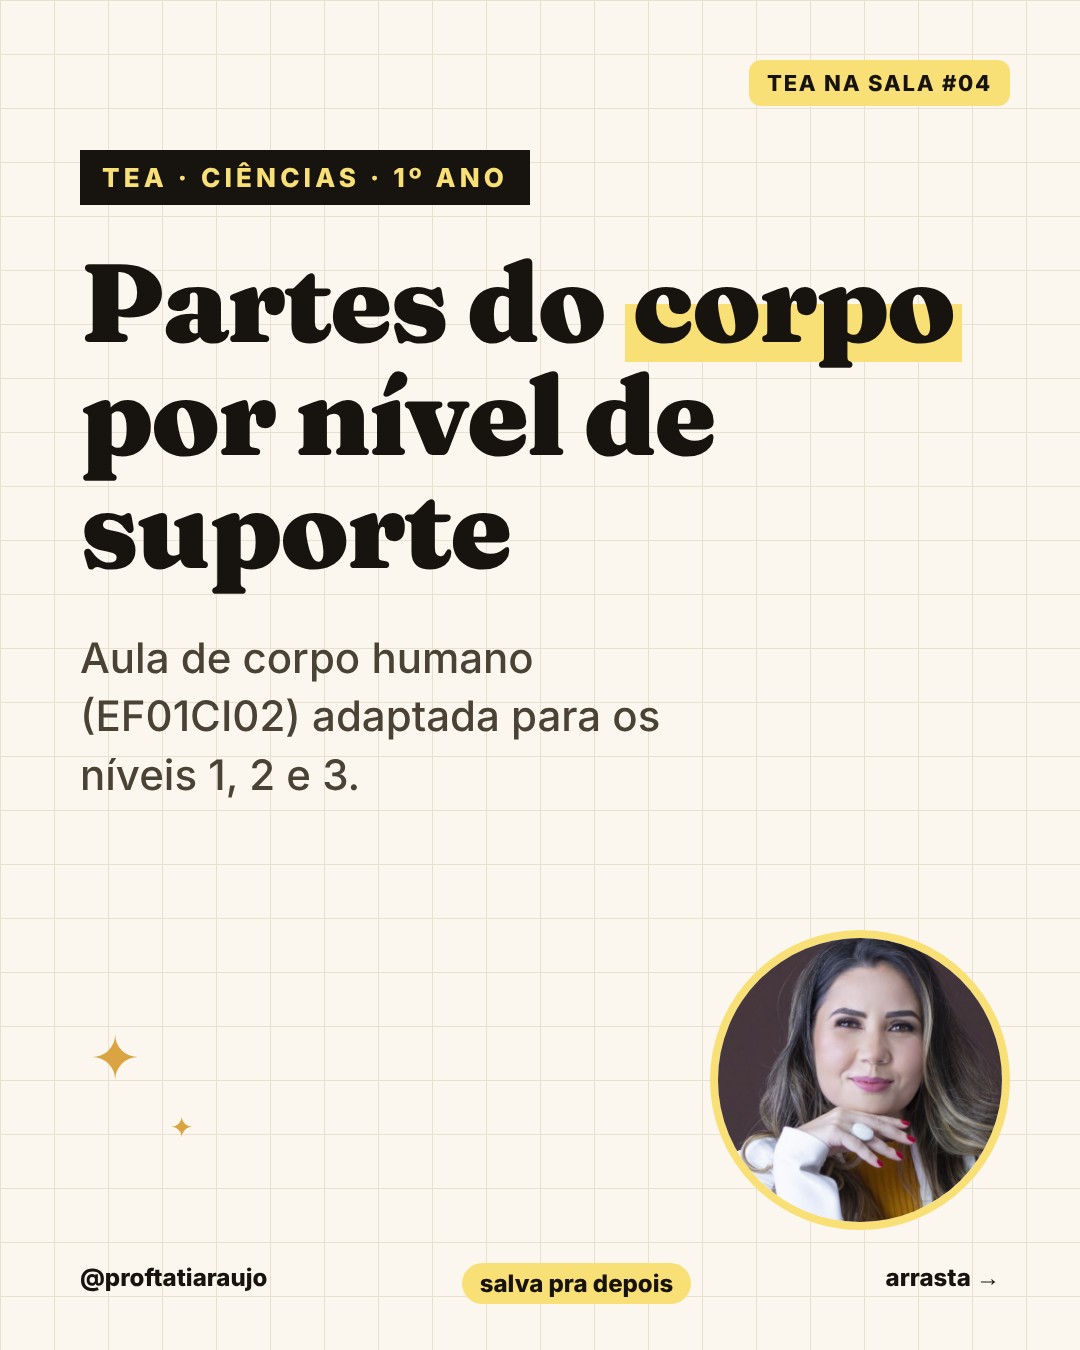 TEA NA SALA #04
TEA · CIÊNCIAS · 1º ANO
Partes do corpo
por nível de
suporte
Aula de corpo humano
(EF01CI02) adaptada para os
níveis 1, 2 e 3.
@proftatiaraujo
salva pra depois
arrasta →